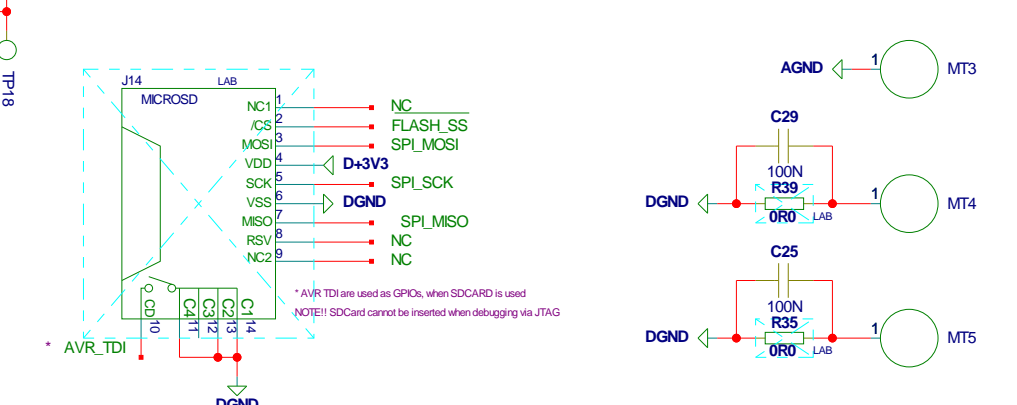 TP18
J14 LAB
MICROSD
NC1 1 NC
/CS 2 FLASH_SS
MOSI 3 SPI_MOSI
VDD 4 D+3V3
SCK 5 SPI_SCK
VSS 6 DGND
MISO 7 SPI_MISO
RSV 8 NC
NC2 9 NC
CD C4 C3 C2 C1
10 11 12 13 14
* AVR_TDI
DGND
* AVR TDI are used as GPIOs, when SDCARD is used
NOTE!! SDCard cannot be inserted when debugging via JTAG
AGND 1 MT3
C29
100N
R39
DGND 1 MT4
0R0 LAB
C25
100N
R35
DGND 1 MT5
0R0 LAB